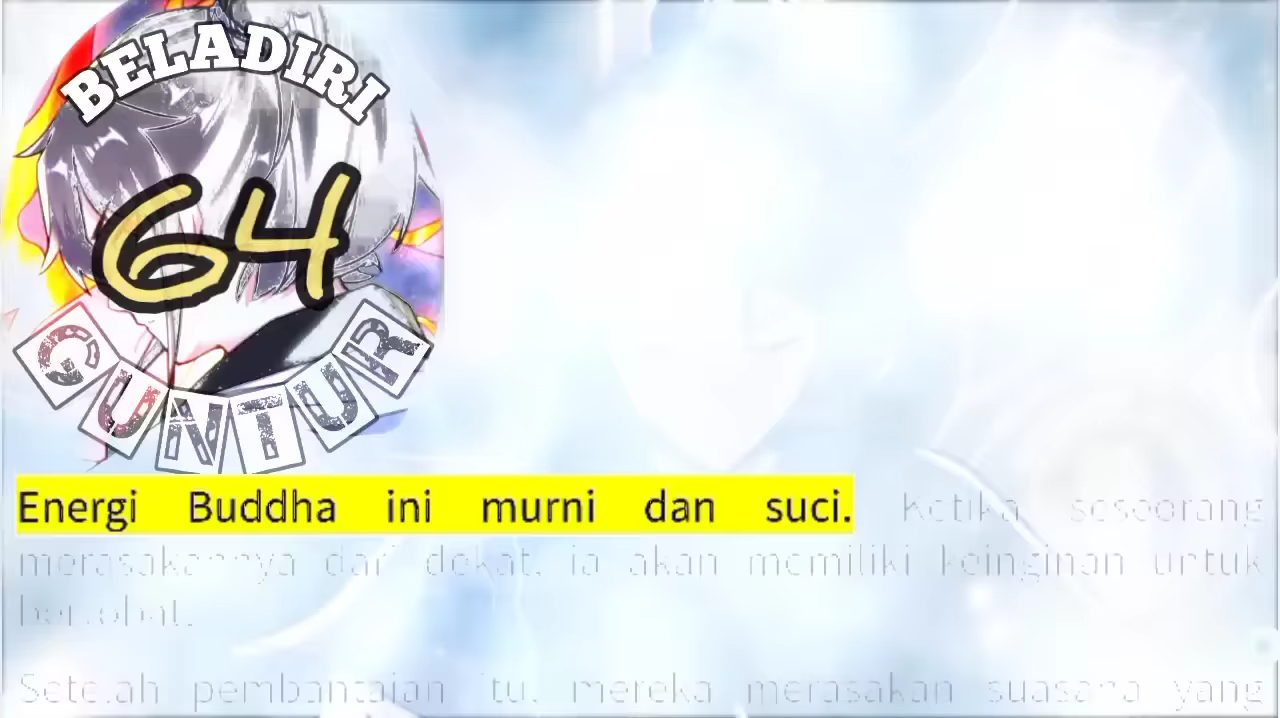 BELADIRI
64
GUNTUR
Energi Buddha ini murni dan suci. Ketika seseorang
merasakannya dari dekat, ia akan memiliki keinginan untuk
bertobat.
Setelah pembantaian itu, mereka merasakan suasana yang